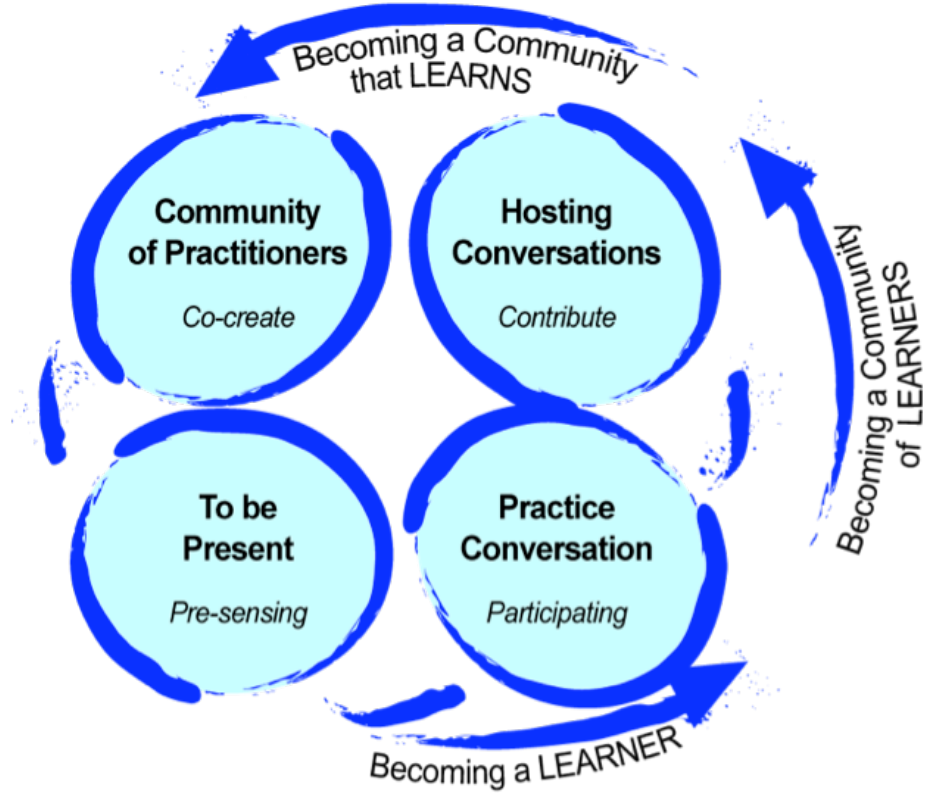 Becoming a Community
that LEARNS
Community
of Practitioners
Co-create
Hosting
Conversations
Contribute
Becoming a Community
of LEARNERS
To be
Present
Pre-sensing
Practice
Conversation
Participating
Becoming a LEARNER